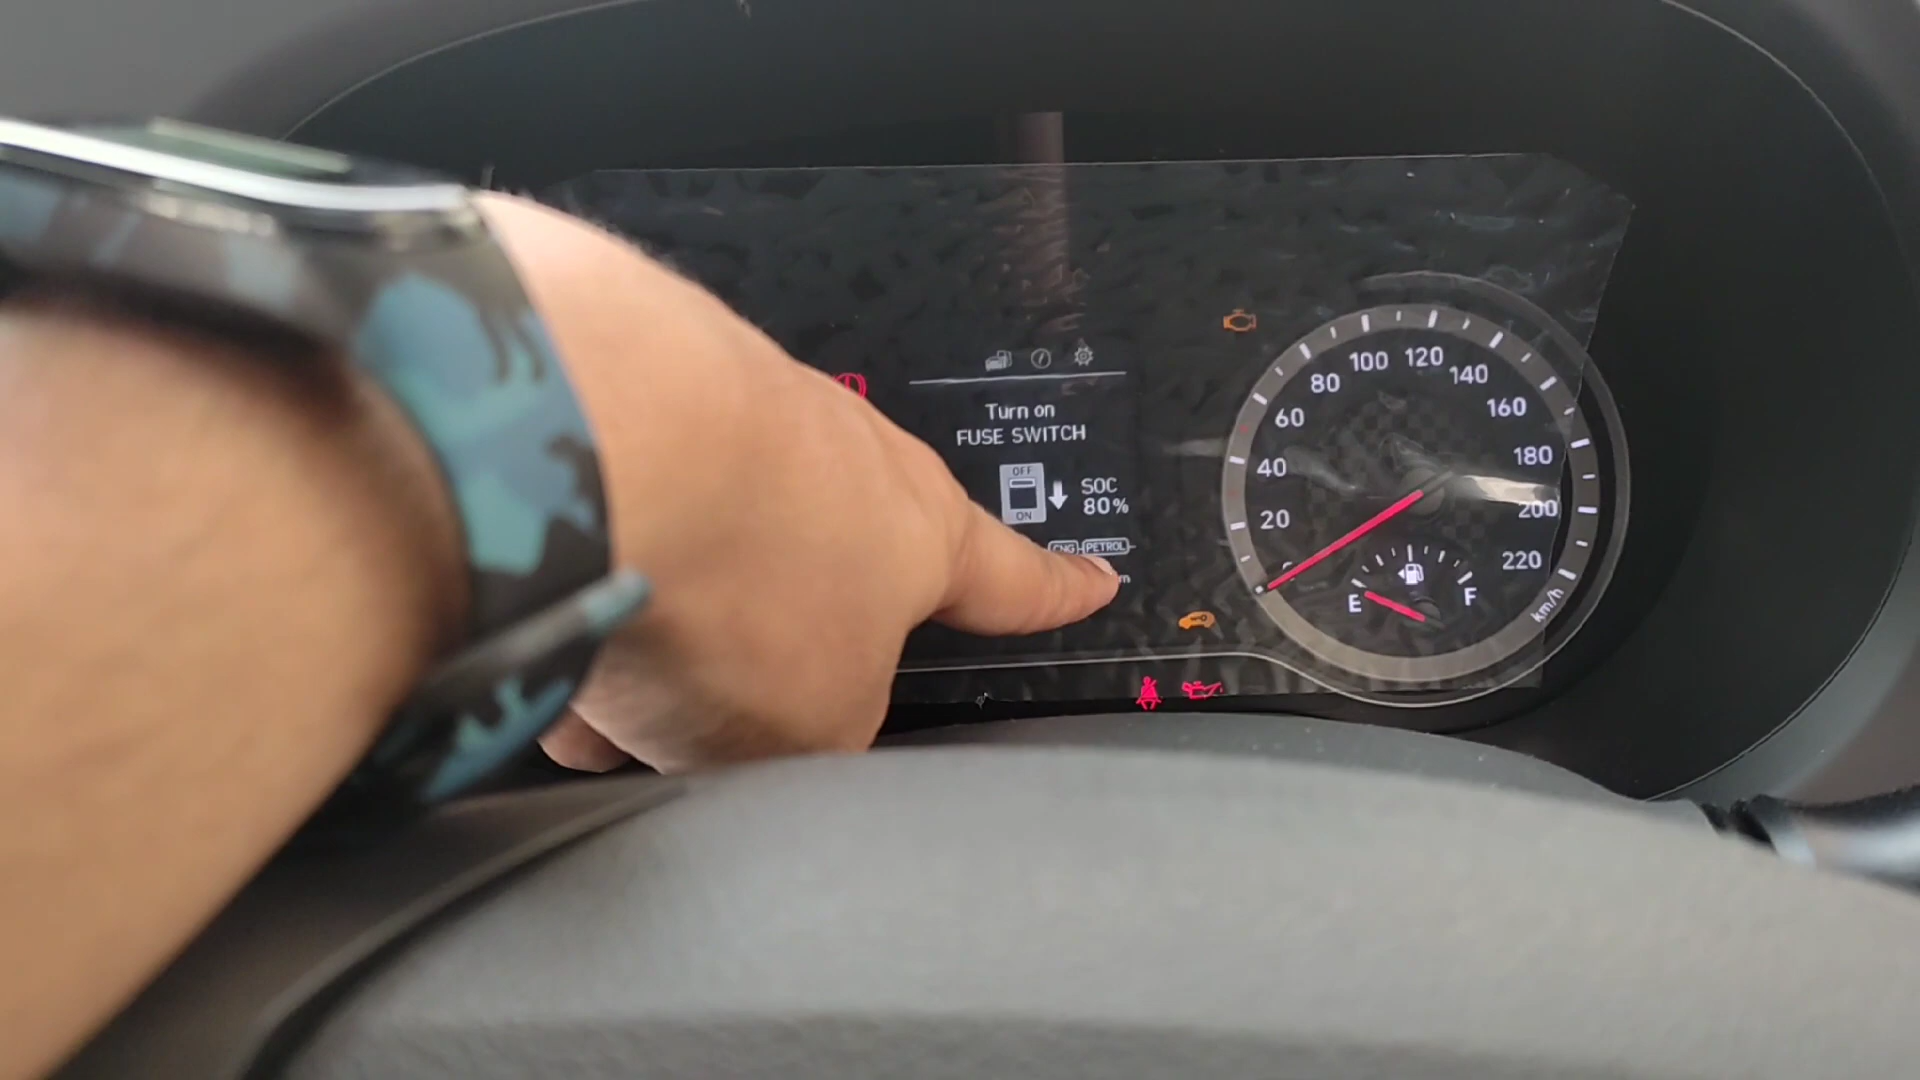 Turn on
FUSE SWITCH
OFF
ON
SOC
80%
CNG PETROL
20
40
60
80
100
120
140
160
180
200
220
km/h
E
F